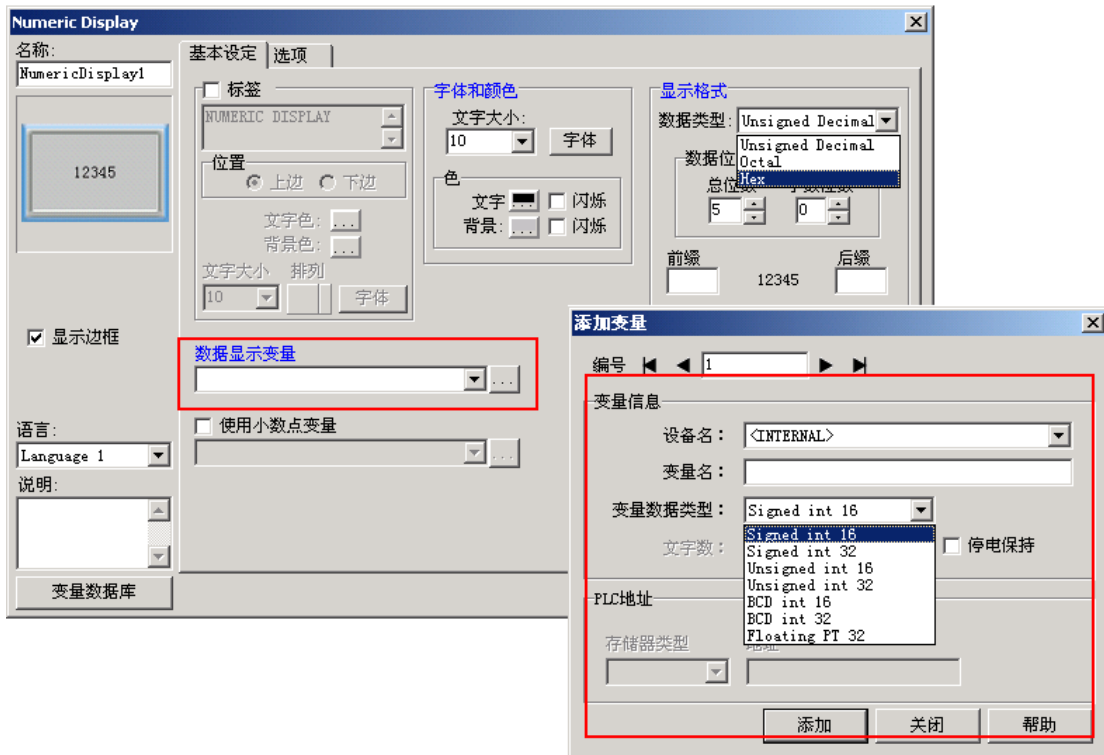 Numeric Display
名称:
NumericDisplay1
12345
显示边框
语言:
Language 1
说明:
变量数据库
基本设定
选项
标签
NUMERIC DISPLAY
位置
上边
下边
文字色:
...
背景色:
...
文字大小
排列
10
字体
字体和颜色
文字大小:
10
字体
色
文字
...
闪烁
背景:
...
闪烁
显示格式
数据类型:
Unsigned Decimal
Unsigned Decimal
Octal
Hex
数据位
总位数
5
0
前缀
12345
后缀
数据显示变量
...
使用小数点变量
...
添加变量
编号
1
变量信息
设备名：
<INTERNAL>
变量名：
变量数据类型：
Signed int 16
Signed int 16
Signed int 32
Unsigned int 16
Unsigned int 32
BCD int 16
BCD int 32
Floating PT 32
文字数：
停电保持
PLC地址
存储器类型
添加
关闭
帮助